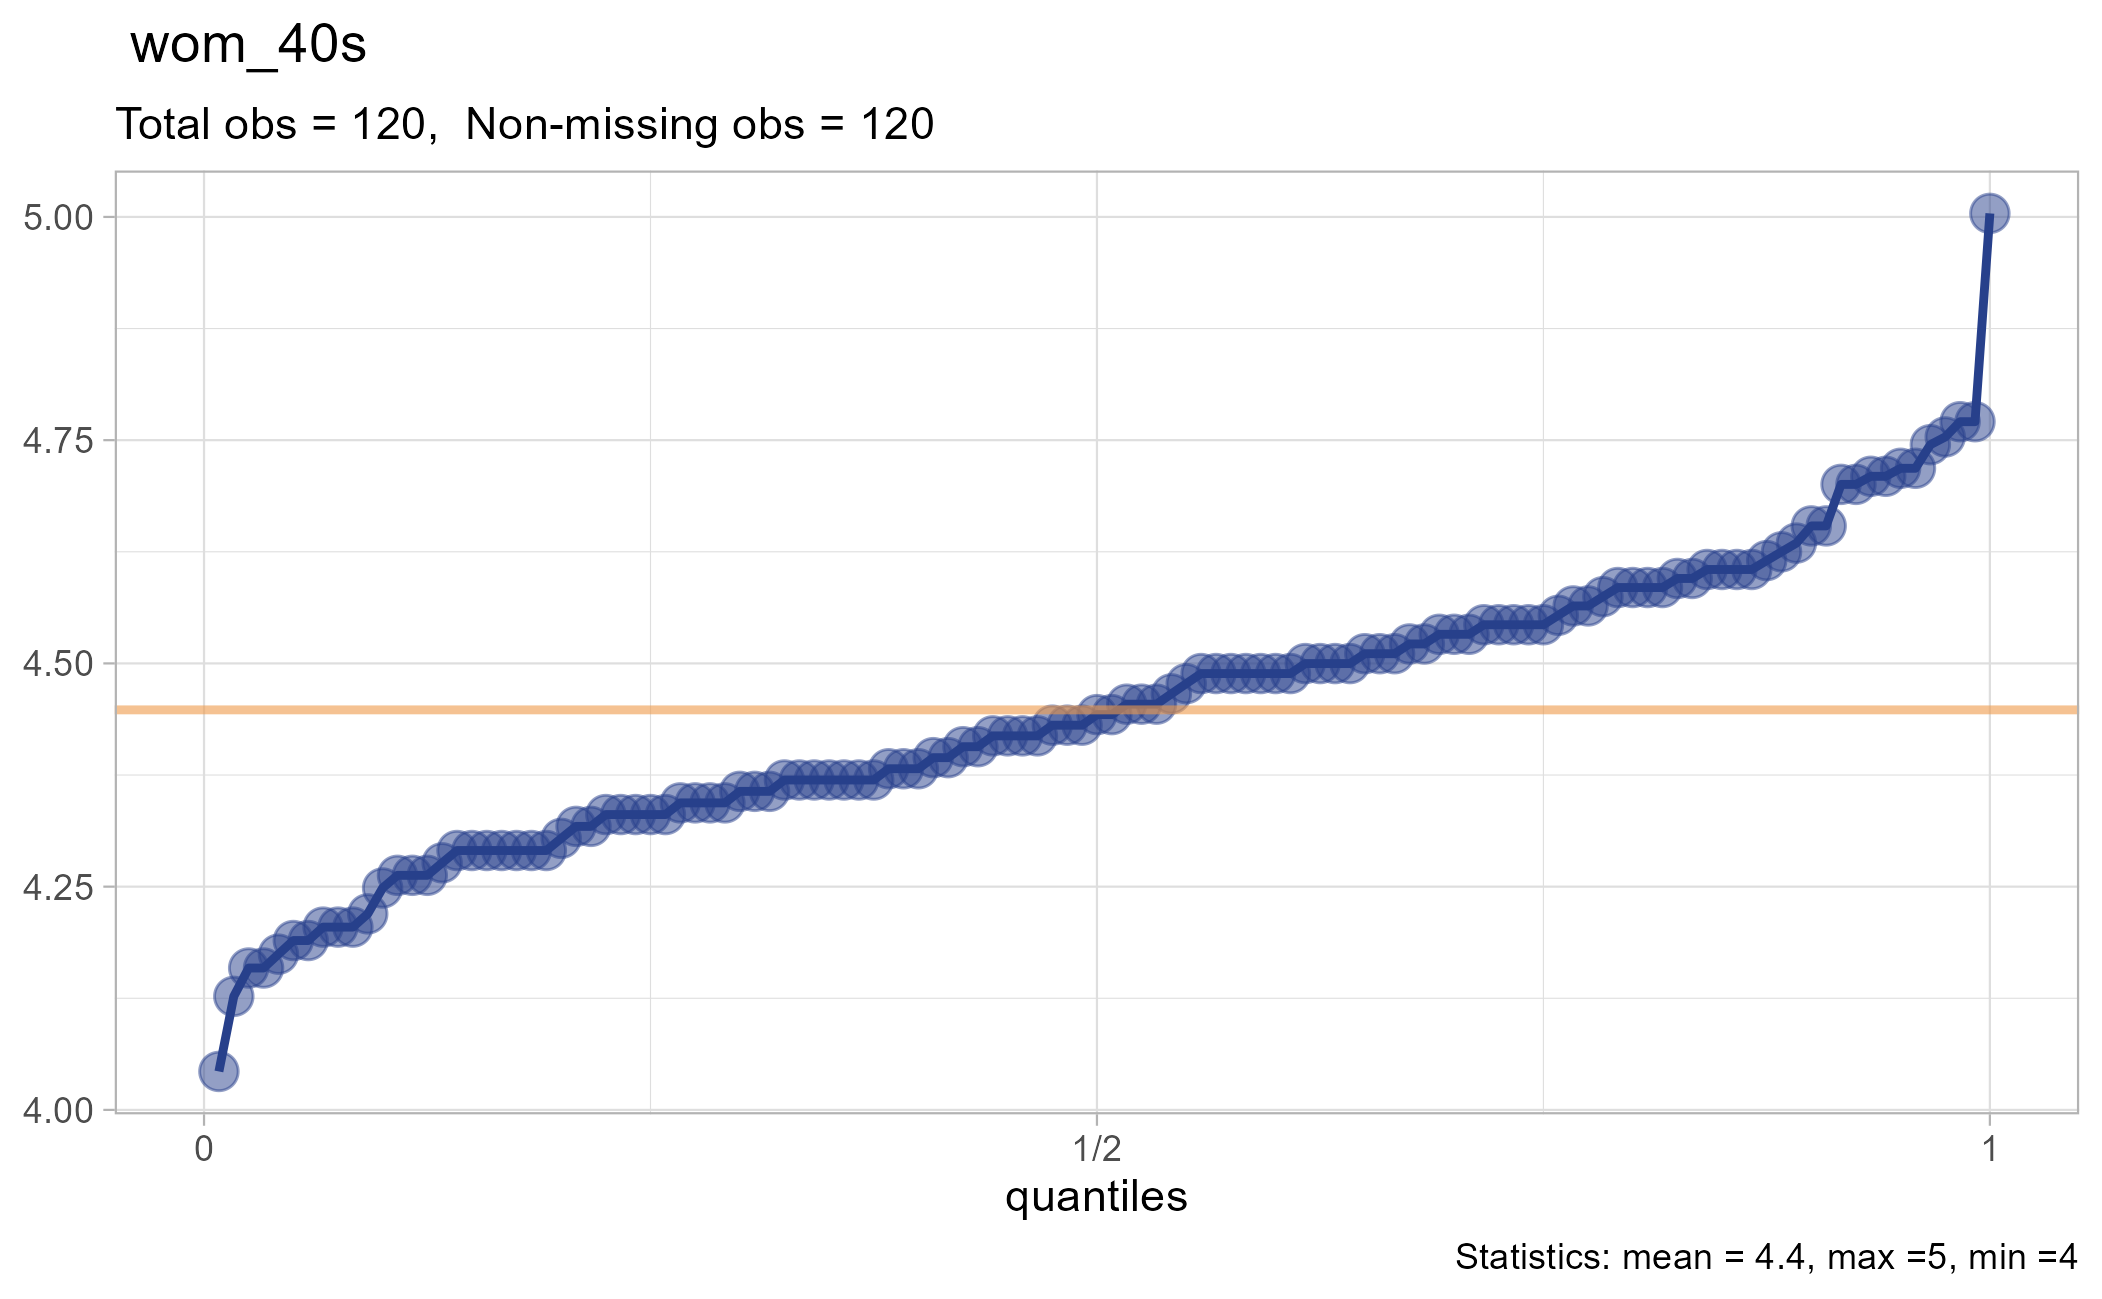 wom_40s
Total obs = 120,  Non-missing obs = 120
5.00
4.75
4.50
4.25
4.00
0 1/2 1
quantiles
Statistics: mean = 4.4, max =5, min =4